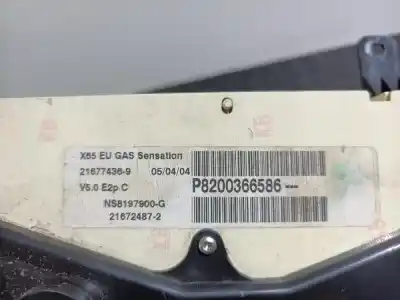 X65 EU GAS Sensation
21677436-9 05/04/04
V5.0 E2p C
P8200366586---
NS8197900-G
21672487-2